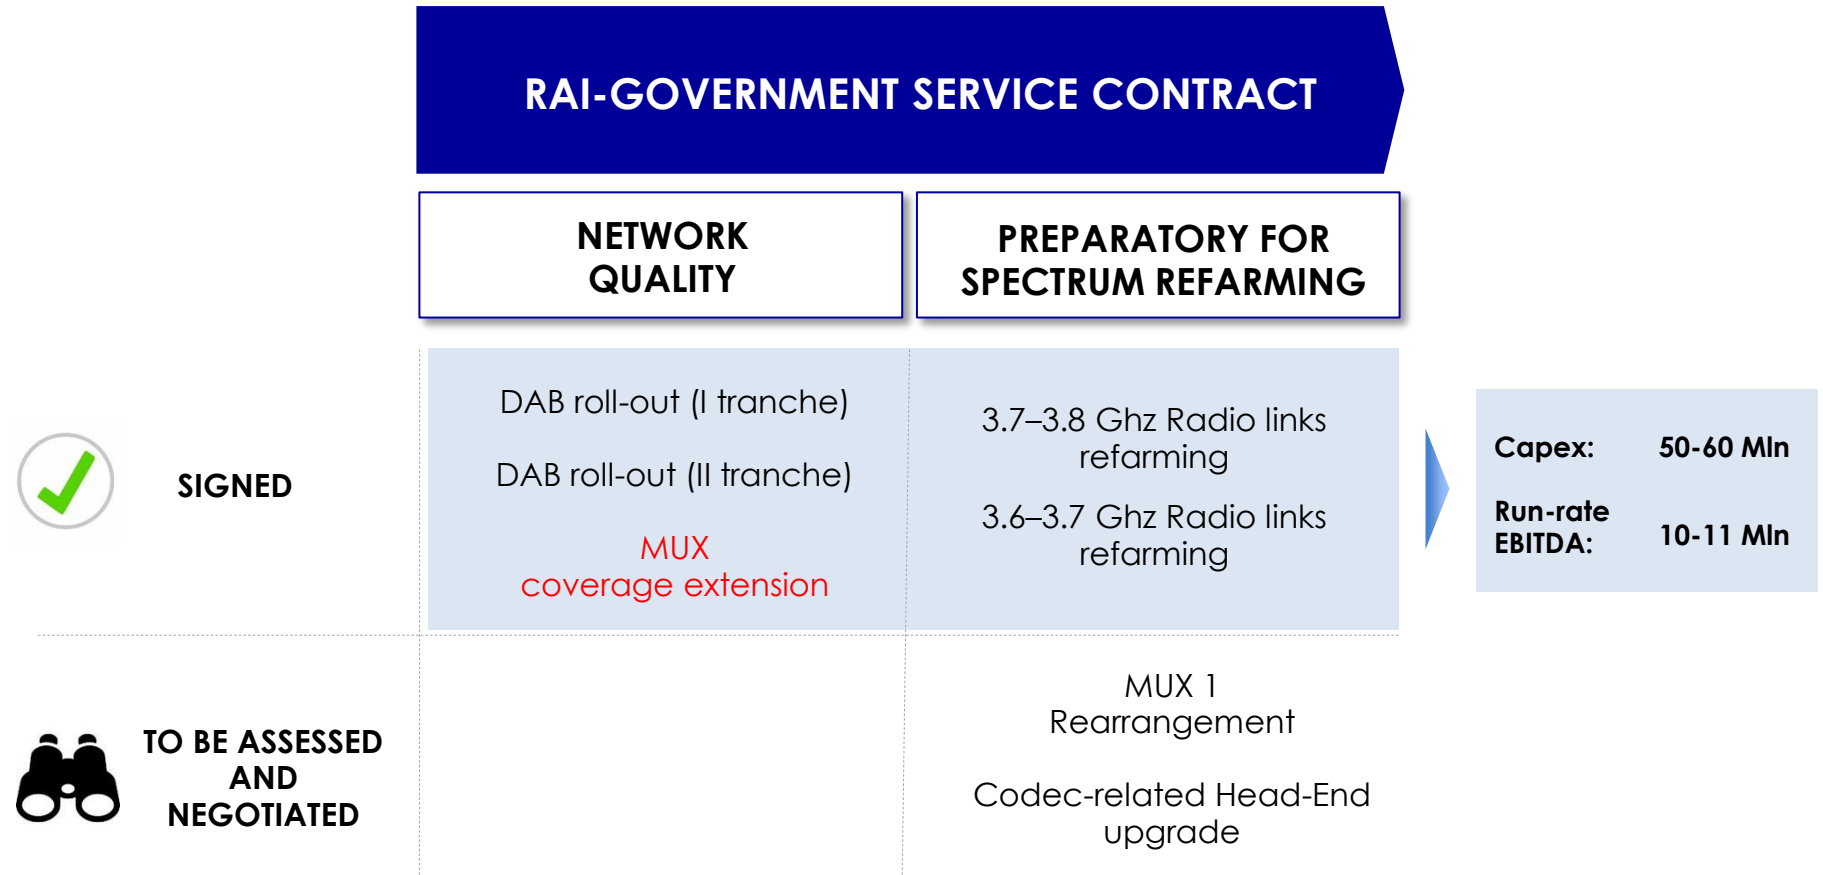 RAI-GOVERNMENT SERVICE CONTRACT
NETWORK
QUALITY
PREPARATORY FOR
SPECTRUM REFARMING
SIGNED
DAB roll-out (I tranche)
DAB roll-out (II tranche)
MUX
coverage extension
3.7–3.8 Ghz Radio links
refarming
3.6–3.7 Ghz Radio links
refarming
Capex: 50-60 Mln
Run-rate
EBITDA: 10-11 Mln
TO BE ASSESSED
AND
NEGOTIATED
MUX 1
Rearrangement
Codec-related Head-End
upgrade